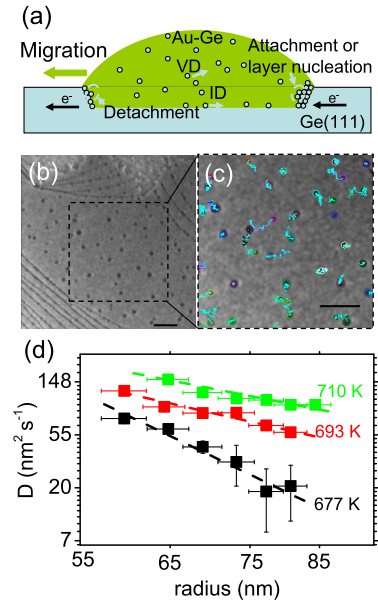 (a)
Au-Ge
Migration
VD
Attachment or
layer nucleation
e-
ID
e-
Detachment
Ge(111)
(b)
(c)
(d)
148
710 K
693 K
55
D (nm² s⁻¹)
20
677 K
7
55
65
75
85
radius (nm)